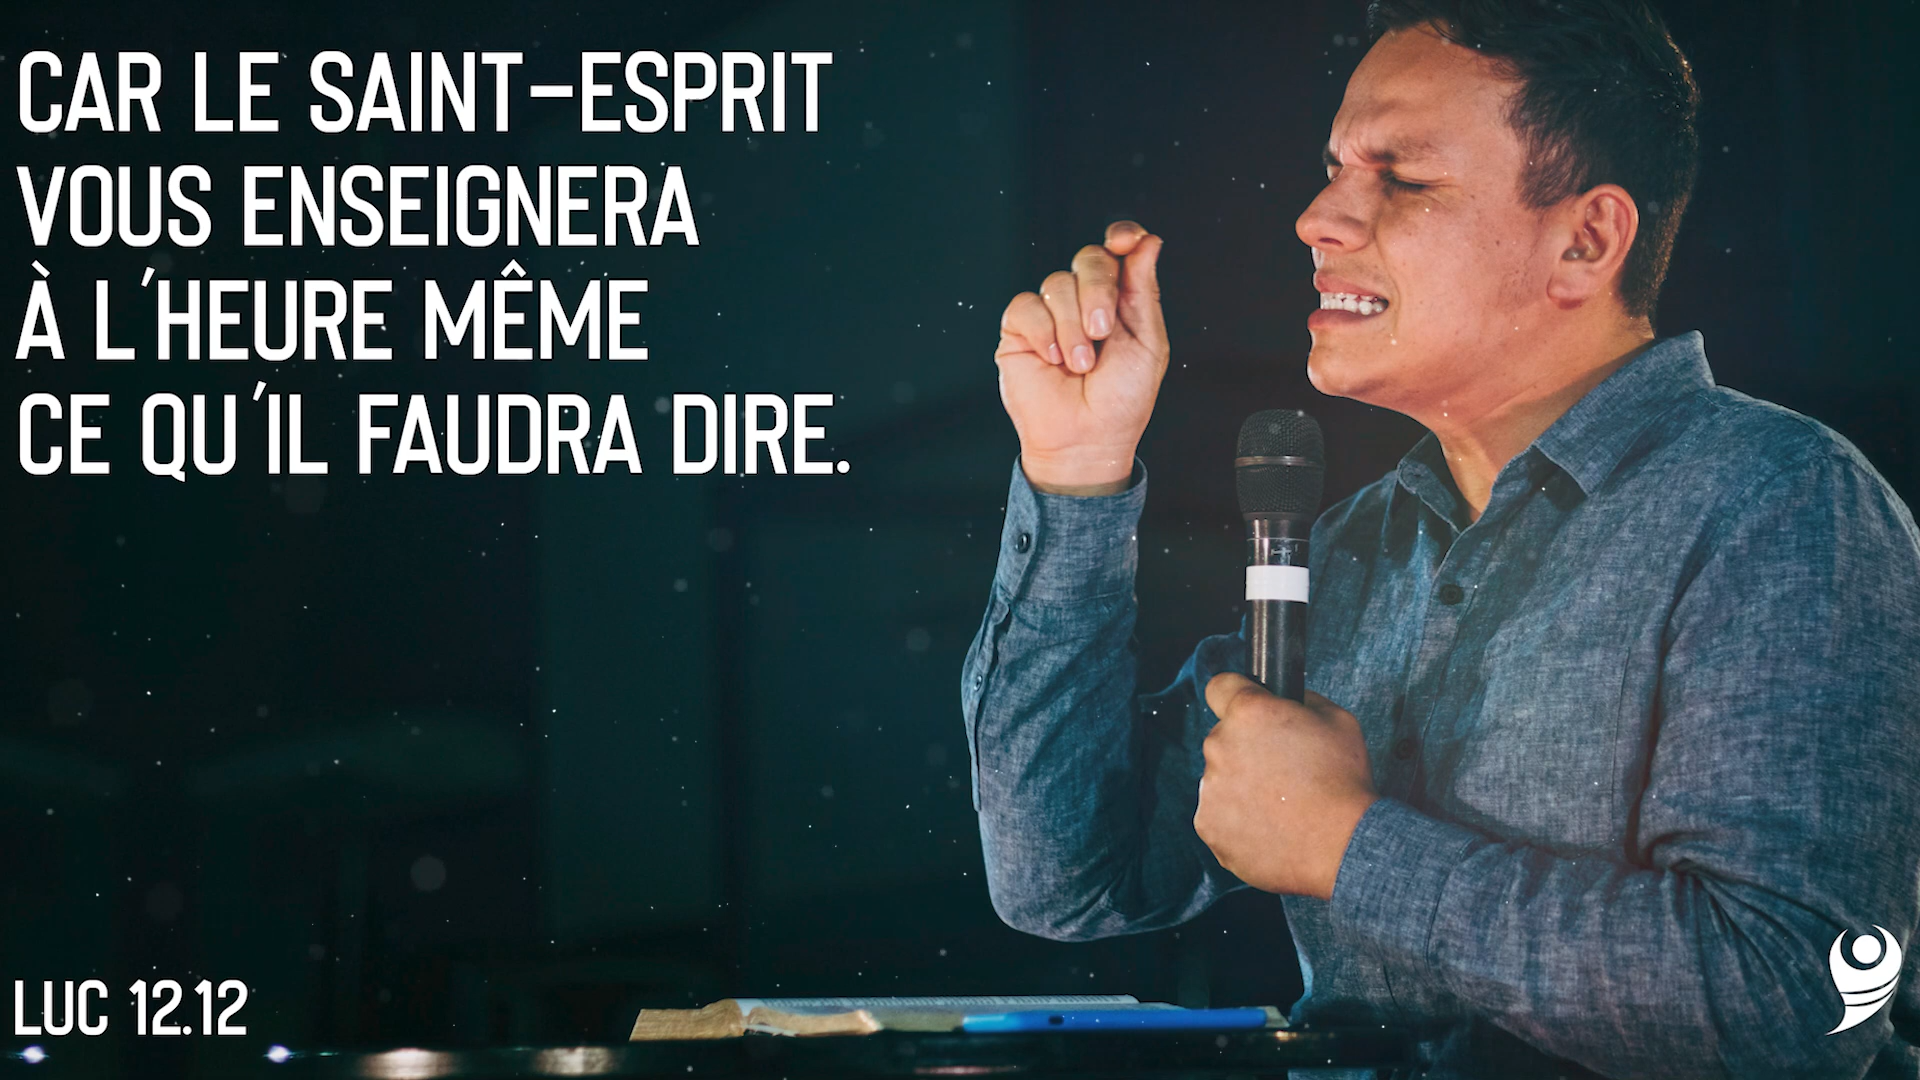 CAR LE SAINT-ESPRIT
VOUS ENSEIGNERA
À L'HEURE MÊME
CE QU'IL FAUDRA DIRE.
LUC 12.12